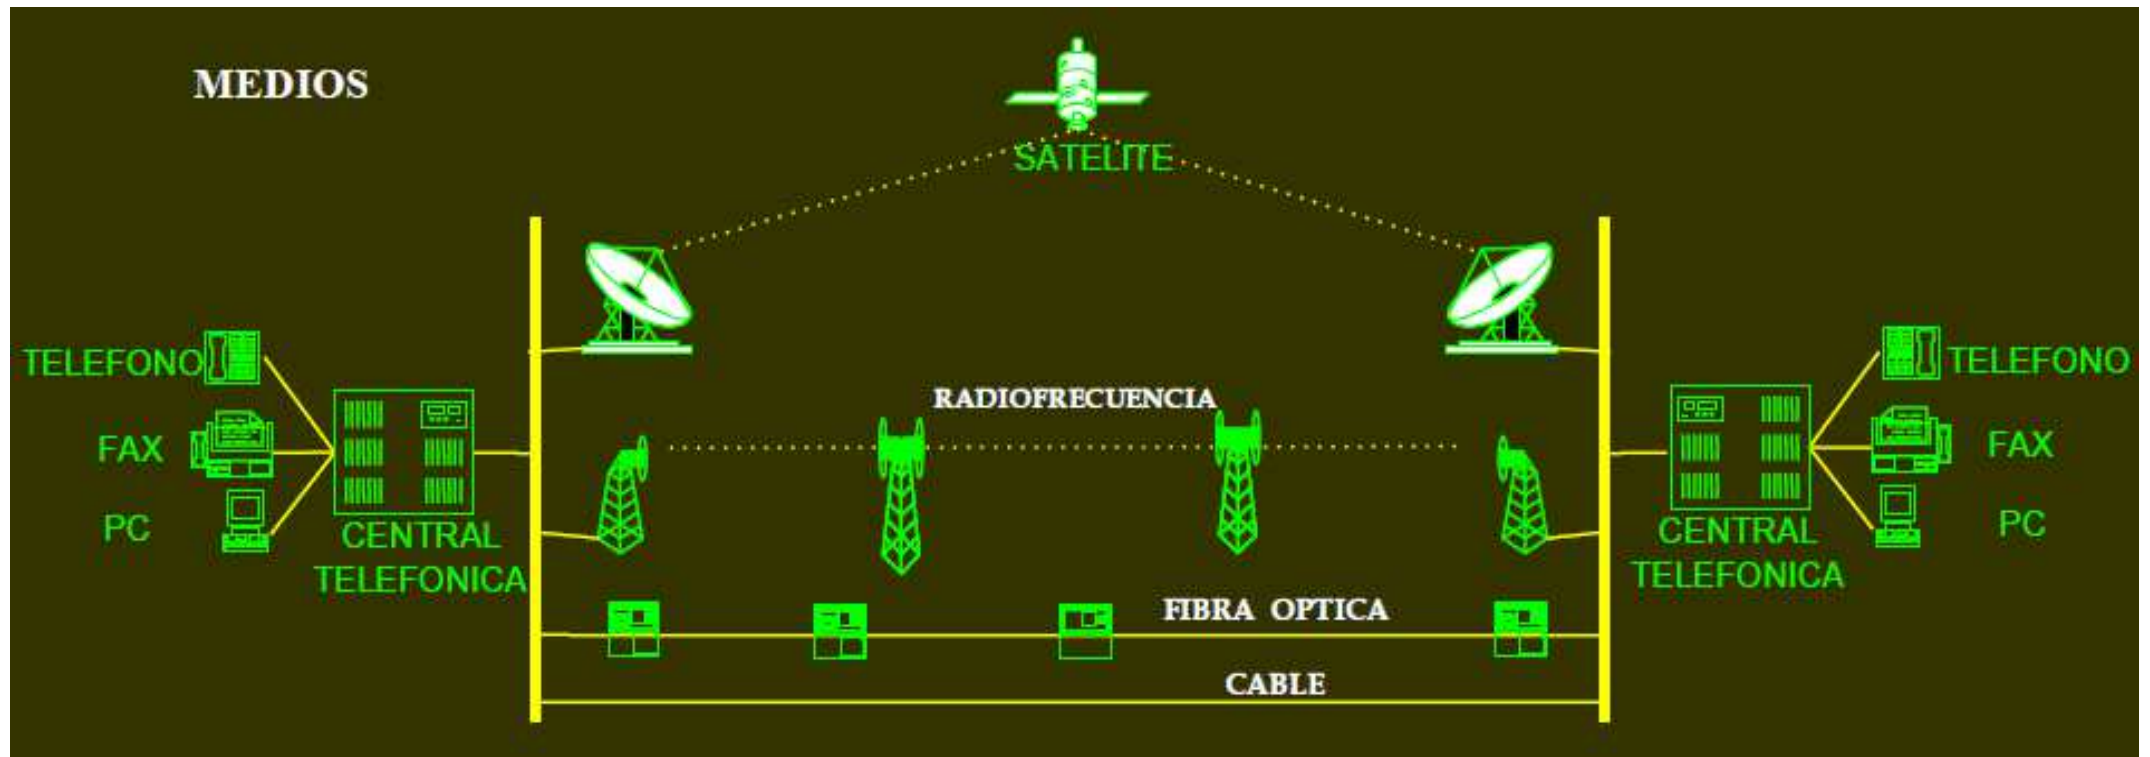 MEDIOS
SATELITE
RADIOFRECUENCIA
TELEFONO
FAX
PC
CENTRAL
TELEFONICA
FIBRA OPTICA
CABLE
TELEFONO
FAX
PC
CENTRAL
TELEFONICA